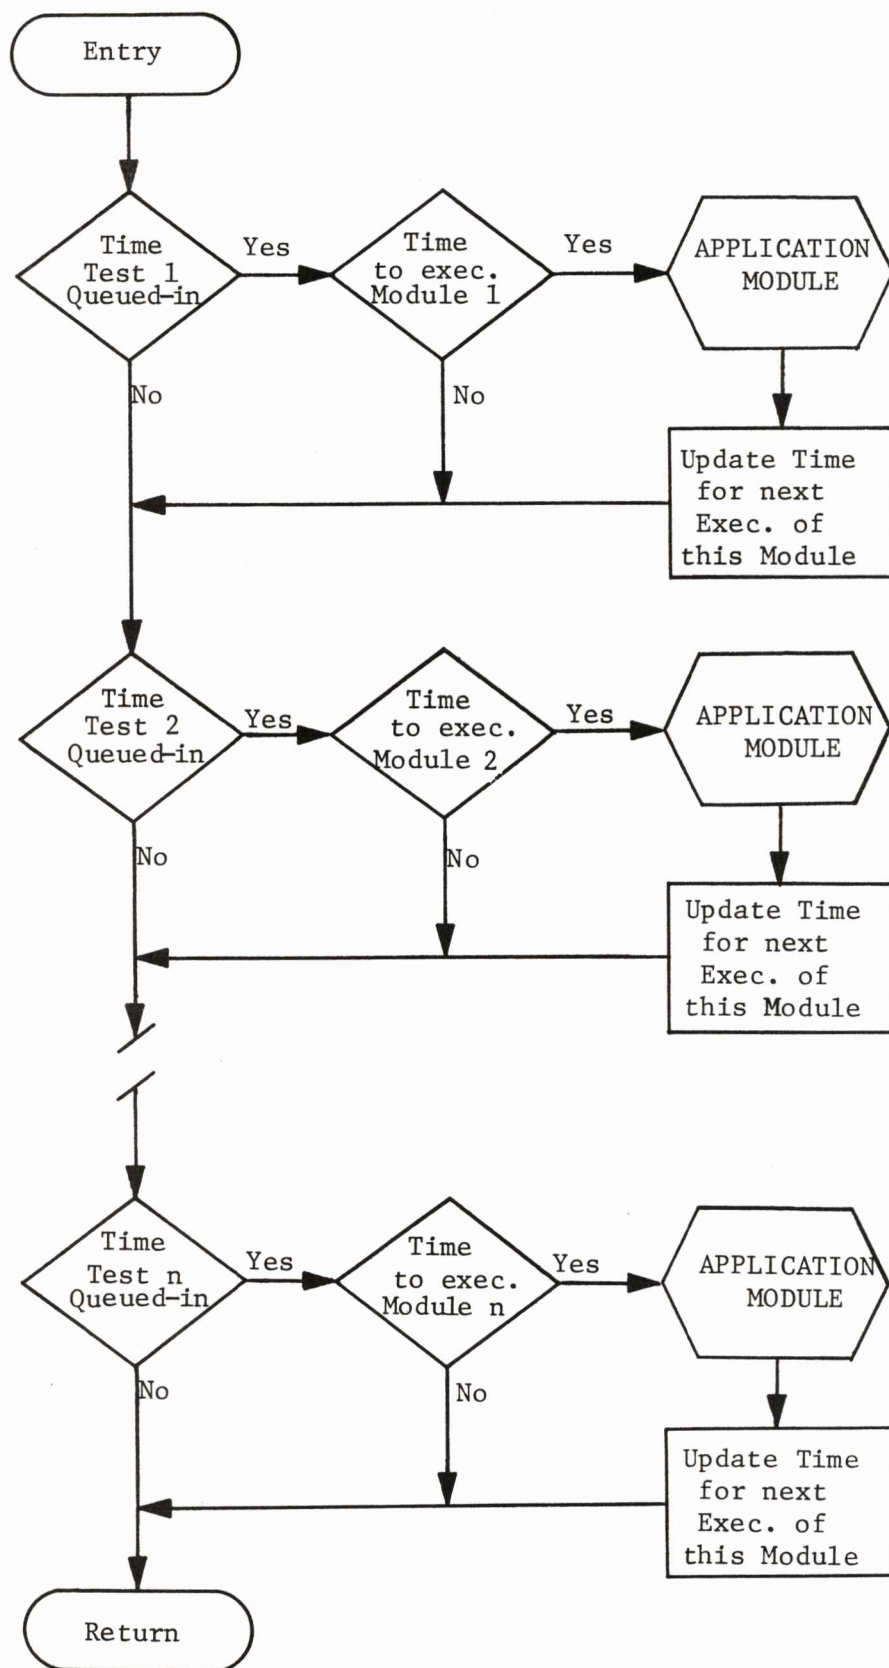 Entry
Time
Test 1
Queued-in
Yes
Time
to exec.
Module 1
Yes
APPLICATION
MODULE
No
No
Update Time
for next
Exec. of
this Module
Time
Test 2
Queued-in
Yes
Time
to exec.
Module 2
Yes
APPLICATION
MODULE
No
No
Update Time
for next
Exec. of
this Module
Time
Test n
Queued-in
Yes
Time
to exec.
Module n
Yes
APPLICATION
MODULE
No
No
Update Time
for next
Exec. of
this Module
Return